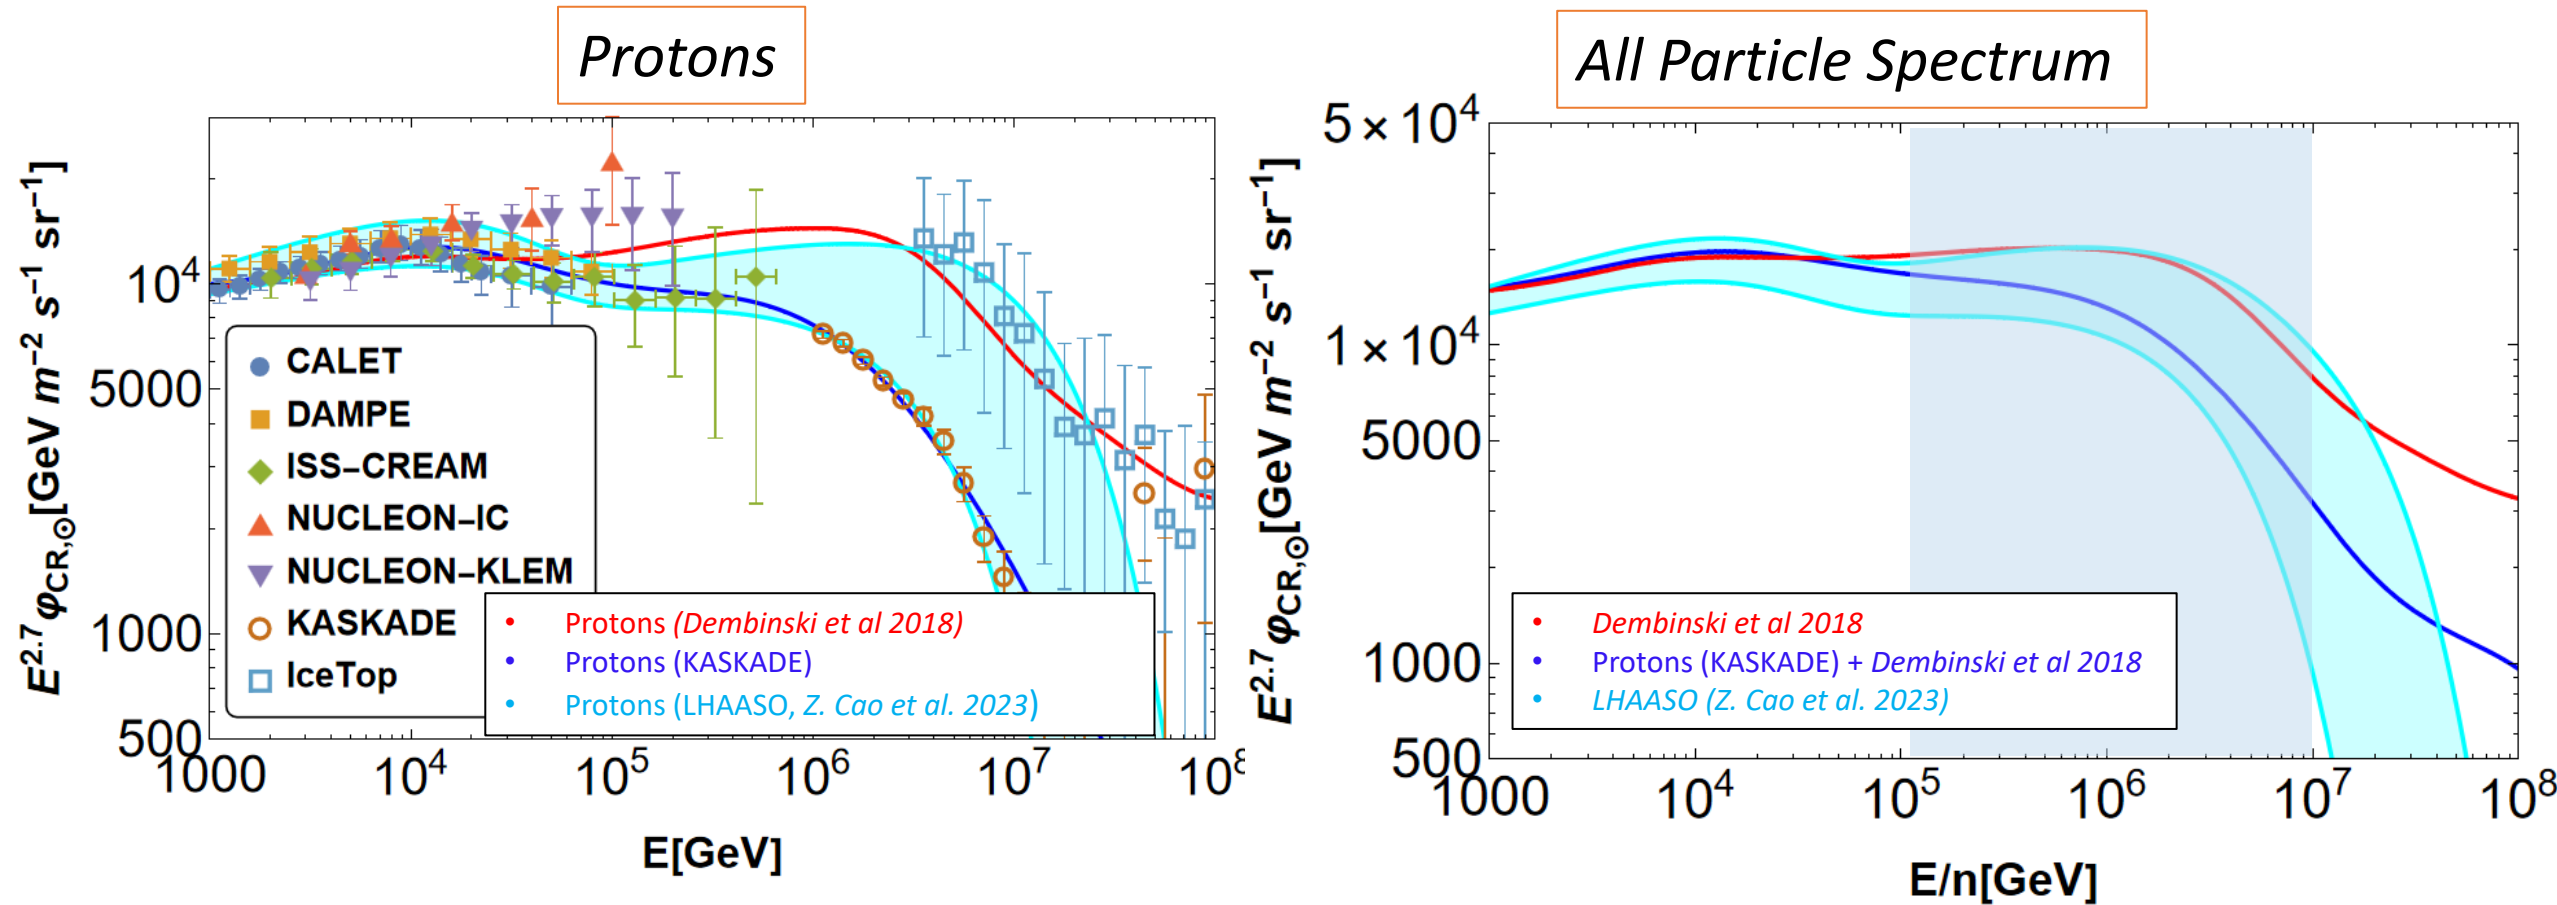 Protons
All Particle Spectrum
E^2.7 φ_CR,⊙[GeV m^−2 s^−1 sr^−1]
10^4
5000
1000
500
CALET
DAMPE
ISS−CREAM
NUCLEON−IC
NUCLEON−KLEM
KASKADE
IceTop
• Protons (Dembinski et al 2018)
• Protons (KASKADE)
• Protons (LHAASO, Z. Cao et al. 2023)
1000 10^4 10^5 10^6 10^7 10^8
E[GeV]
E^2.7 φ_CR,⊙[GeV m^−2 s^−1 sr^−1]
5×10^4
1×10^4
5000
1000
500
• Dembinski et al 2018
• Protons (KASKADE) + Dembinski et al 2018
• LHAASO (Z. Cao et al. 2023)
1000 10^4 10^5 10^6 10^7 10^8
E/n[GeV]